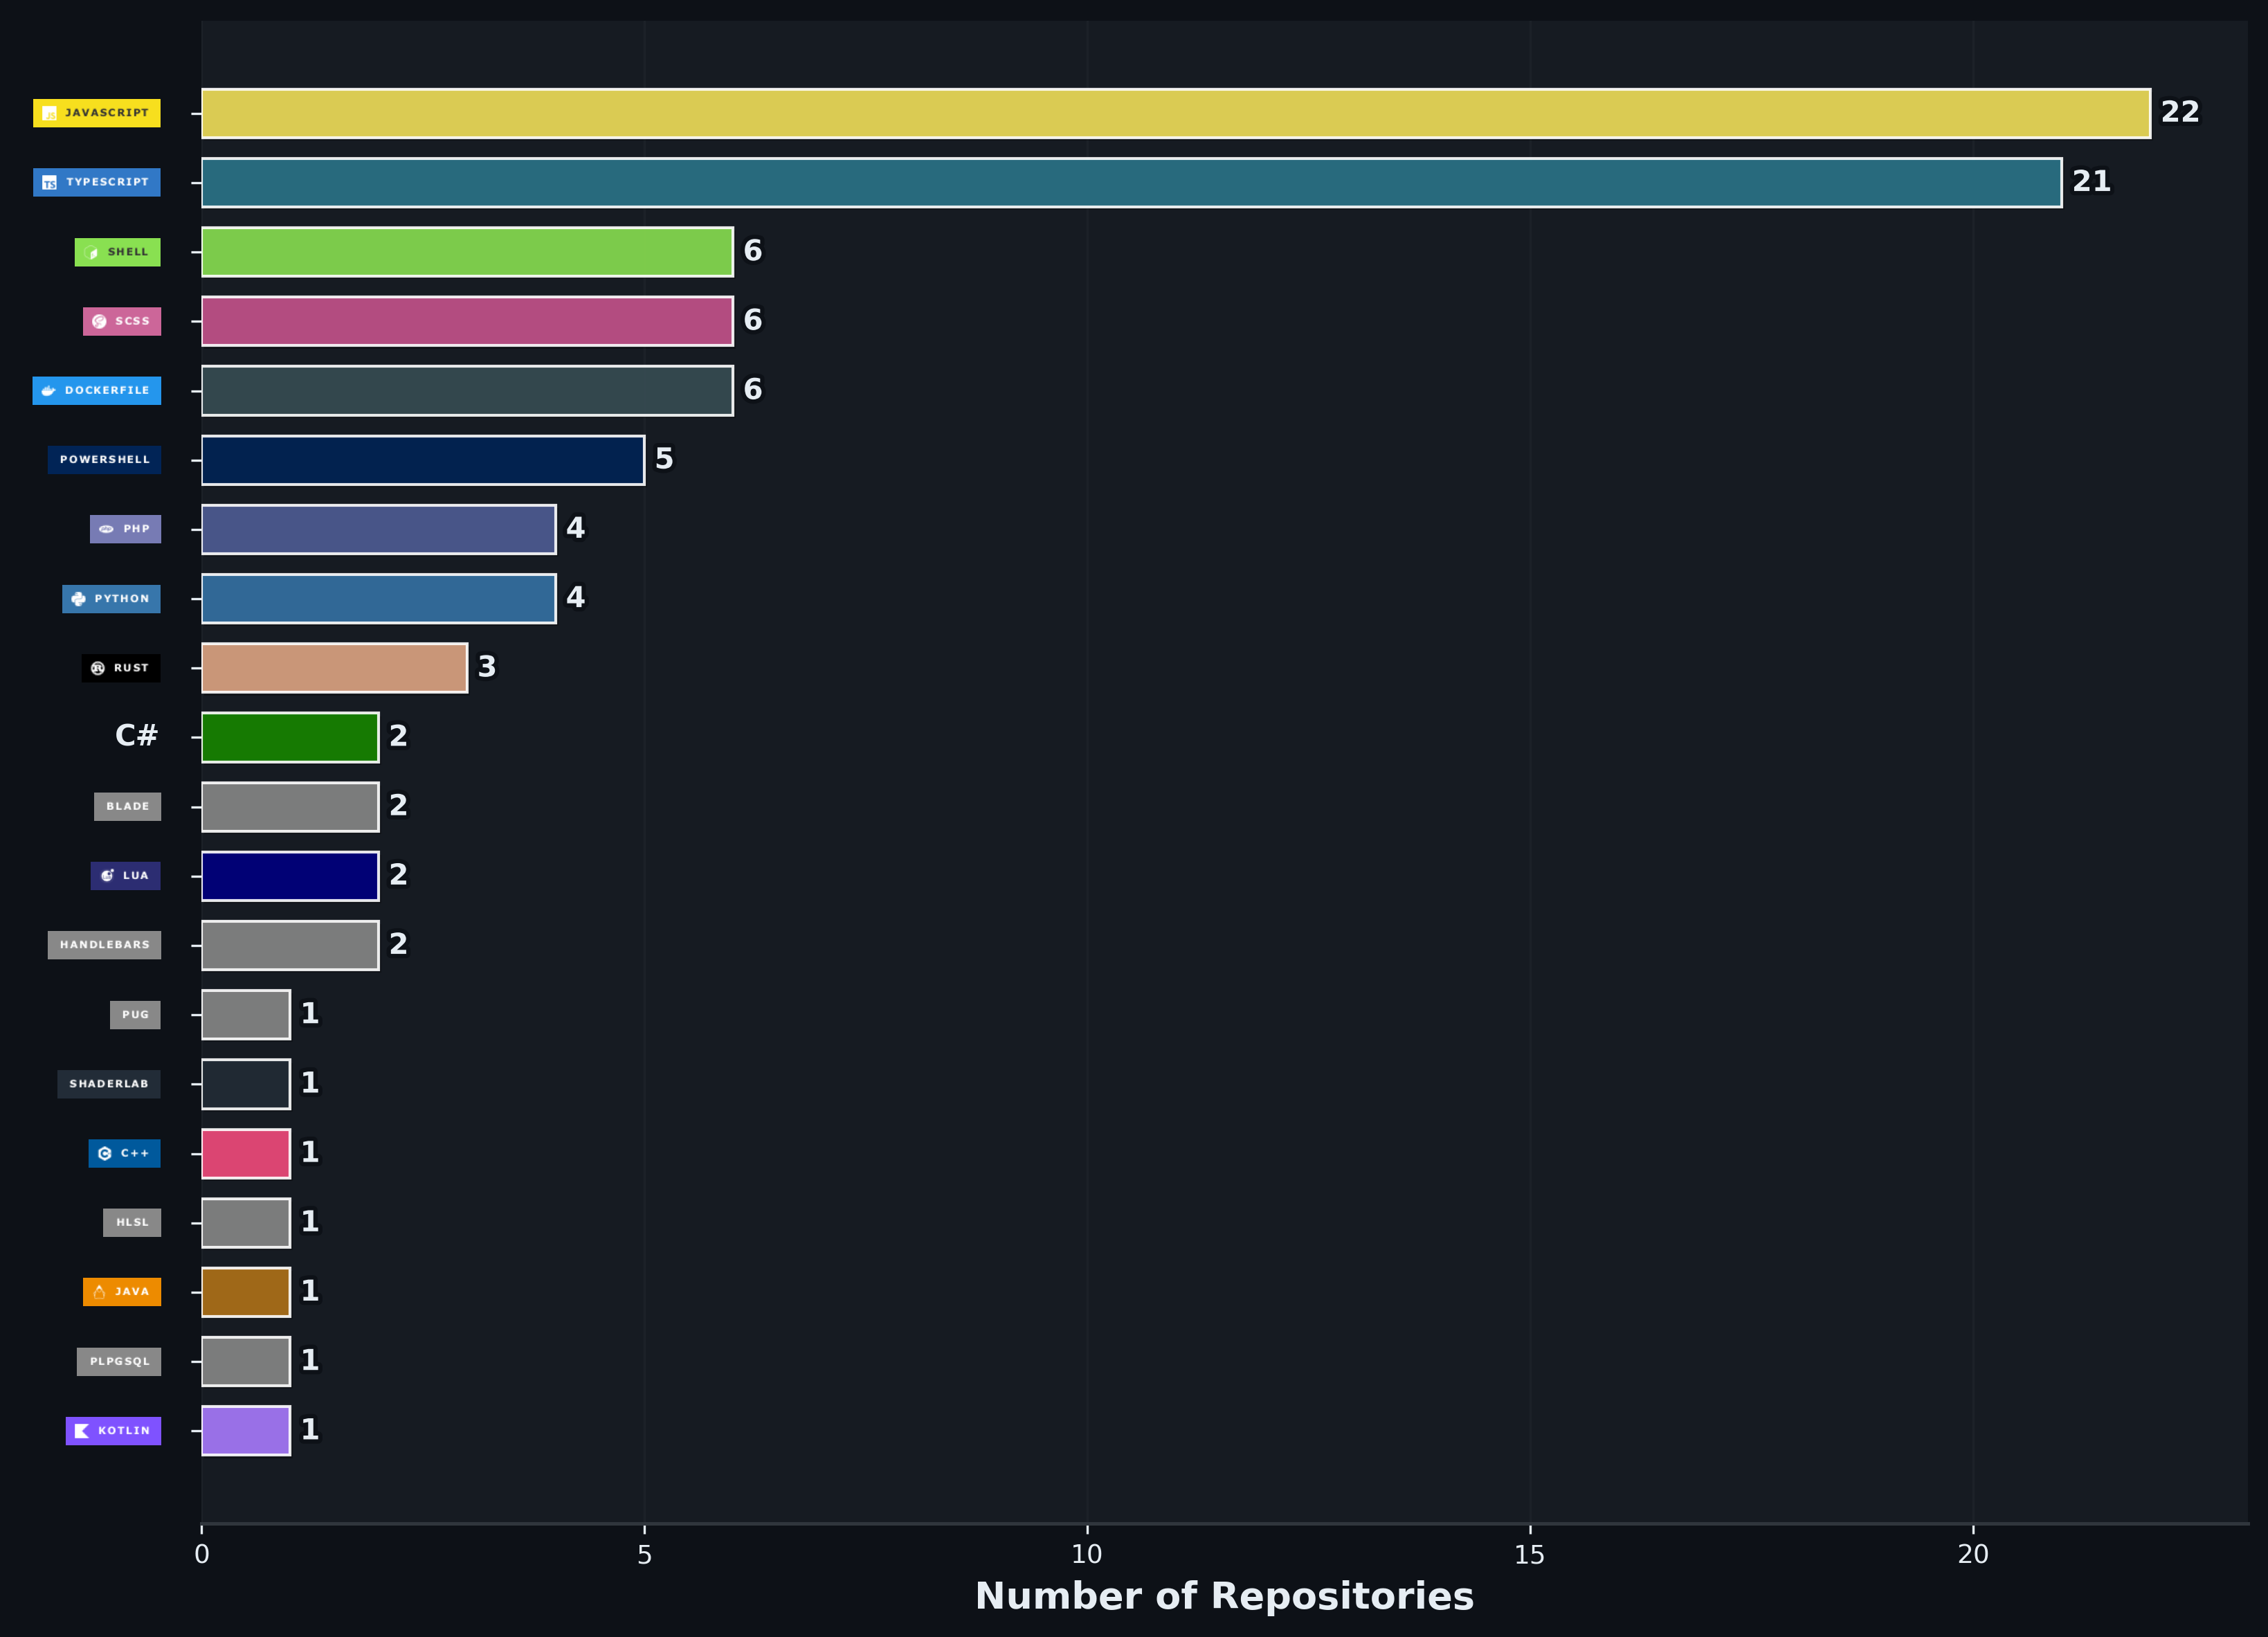 JAVASCRIPT 22
TYPESCRIPT 21
SHELL 6
SCSS 6
DOCKERFILE 6
POWERSHELL 5
PHP 4
PYTHON 4
RUST 3
C# 2
BLADE 2
LUA 2
HANDLEBARS 2
PUG 1
SHADERLAB 1
C++ 1
HLSL 1
JAVA 1
PLPGSQL 1
KOTLIN 1
0 5 10 15 20
Number of Repositories